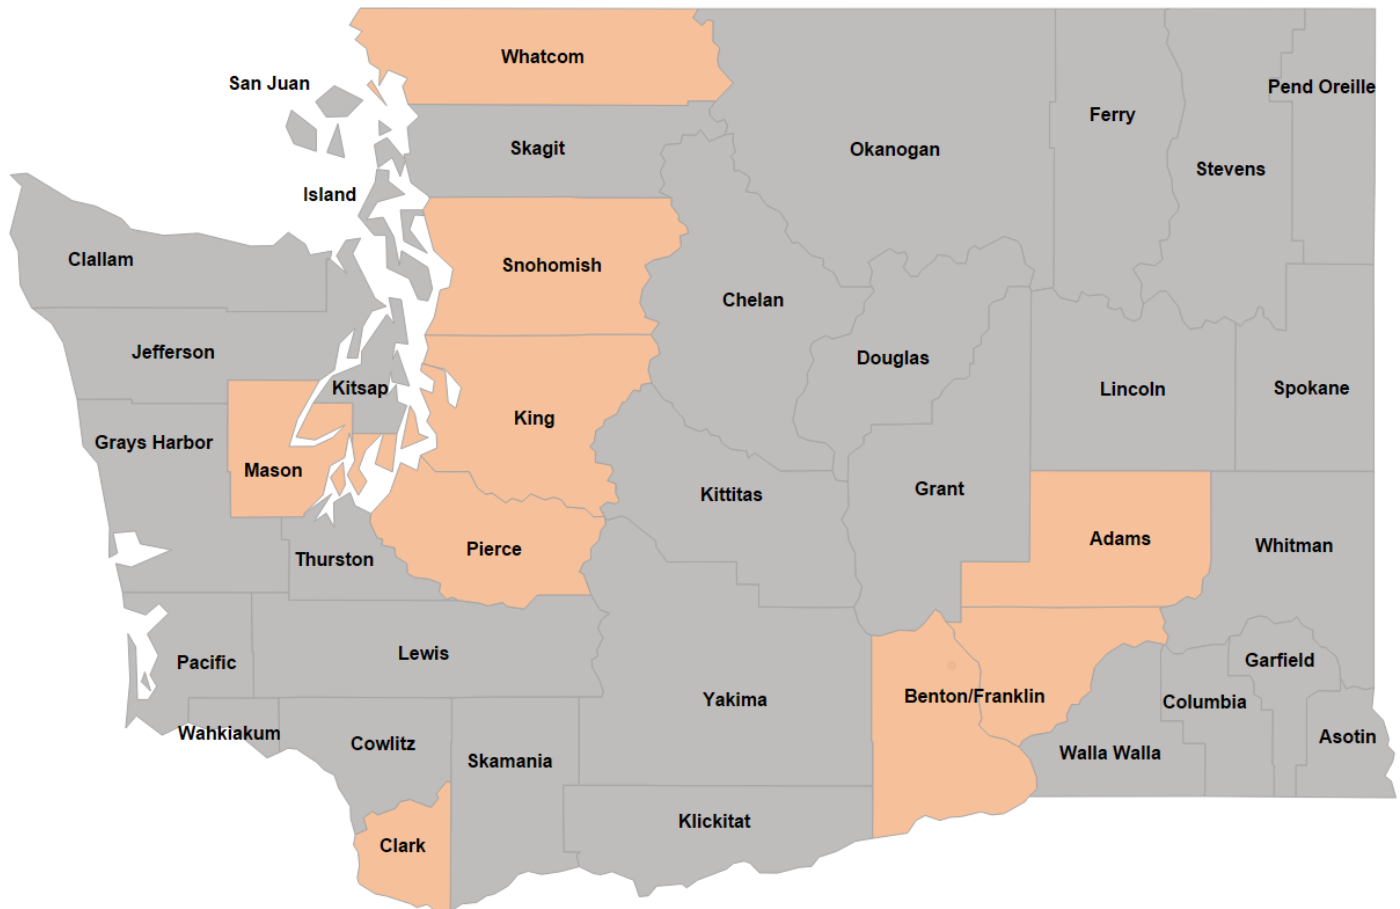 Whatcom
San Juan
Pend Oreille
Ferry
Skagit
Okanogan
Stevens
Island
Clallam
Snohomish
Chelan
Jefferson
Douglas
Kitsap
Lincoln
Spokane
King
Grays Harbor
Mason
Kittitas
Grant
Adams
Whitman
Pierce
Thurston
Lewis
Pacific
Garfield
Yakima
Benton/Franklin
Columbia
Wahkiakum
Cowlitz
Asotin
Walla Walla
Skamania
Klickitat
Clark